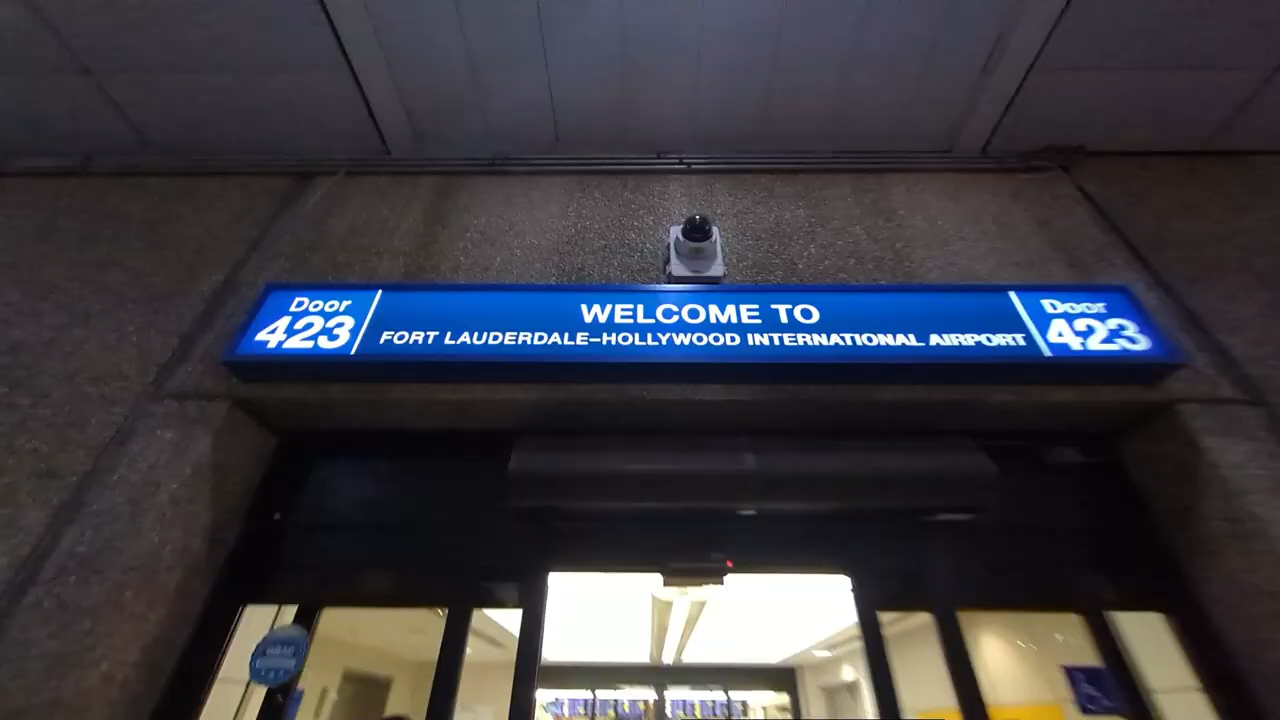 Door
423
WELCOME TO
FORT LAUDERDALE-HOLLYWOOD INTERNATIONAL AIRPORT
Door
423